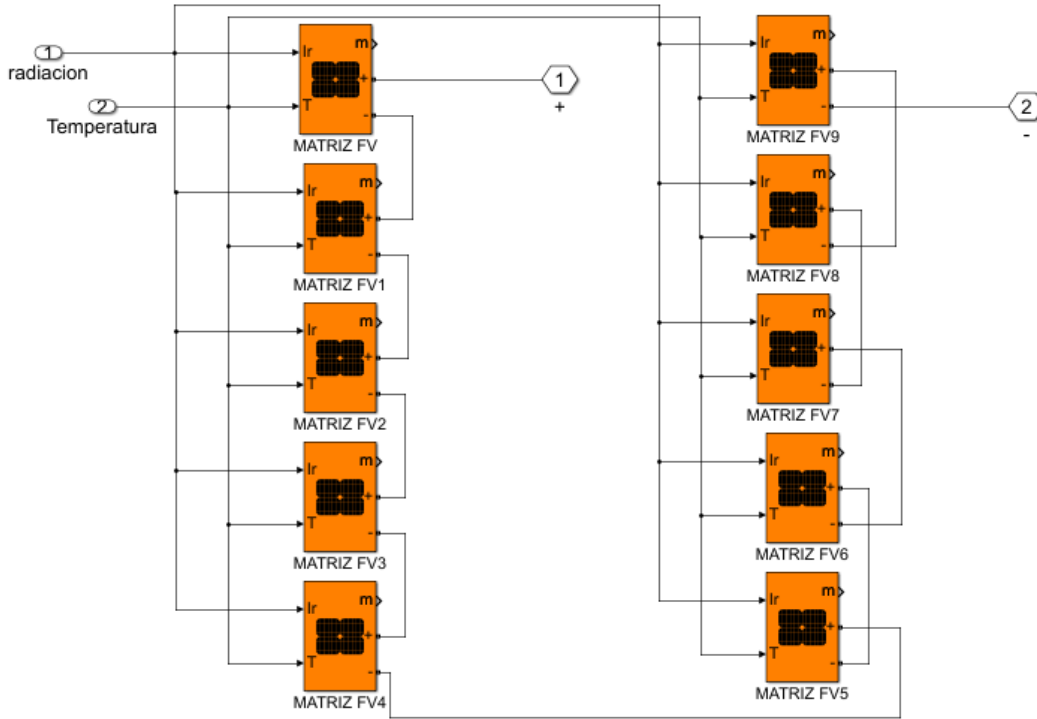 1
radiacion
2
Temperatura
Ir
T
m
+
-
MATRIZ FV
1
+
Ir
T
m
+
-
MATRIZ FV1
Ir
T
m
+
-
MATRIZ FV2
Ir
T
m
+
-
MATRIZ FV3
Ir
T
m
+
-
MATRIZ FV4
Ir
T
m
+
-
MATRIZ FV9
2
-
Ir
T
m
+
-
MATRIZ FV8
Ir
T
m
+
-
MATRIZ FV7
Ir
T
m
+
-
MATRIZ FV6
Ir
T
m
+
-
MATRIZ FV5